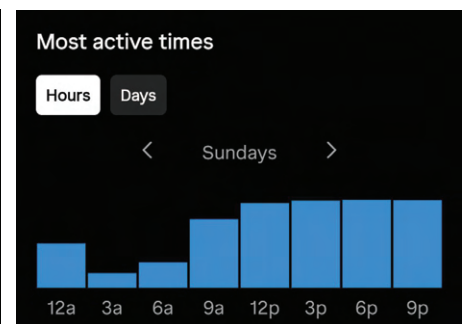 Most active times
Hours Days
< Sundays >
12a 3a 6a 9a 12p 3p 6p 9p